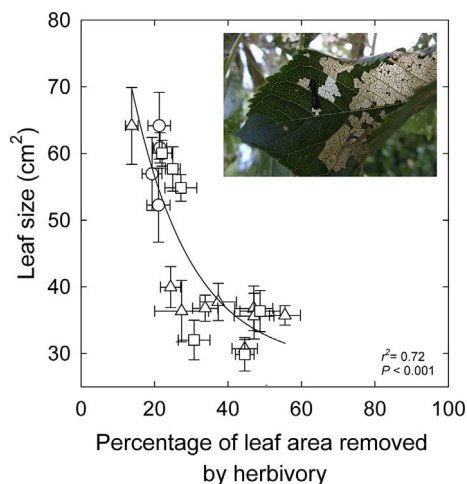 80
70
60
50
40
30
20
Leaf size (cm²)
r²= 0.72
P < 0.001
0 20 40 60 80 100
Percentage of leaf area removed
by herbivory